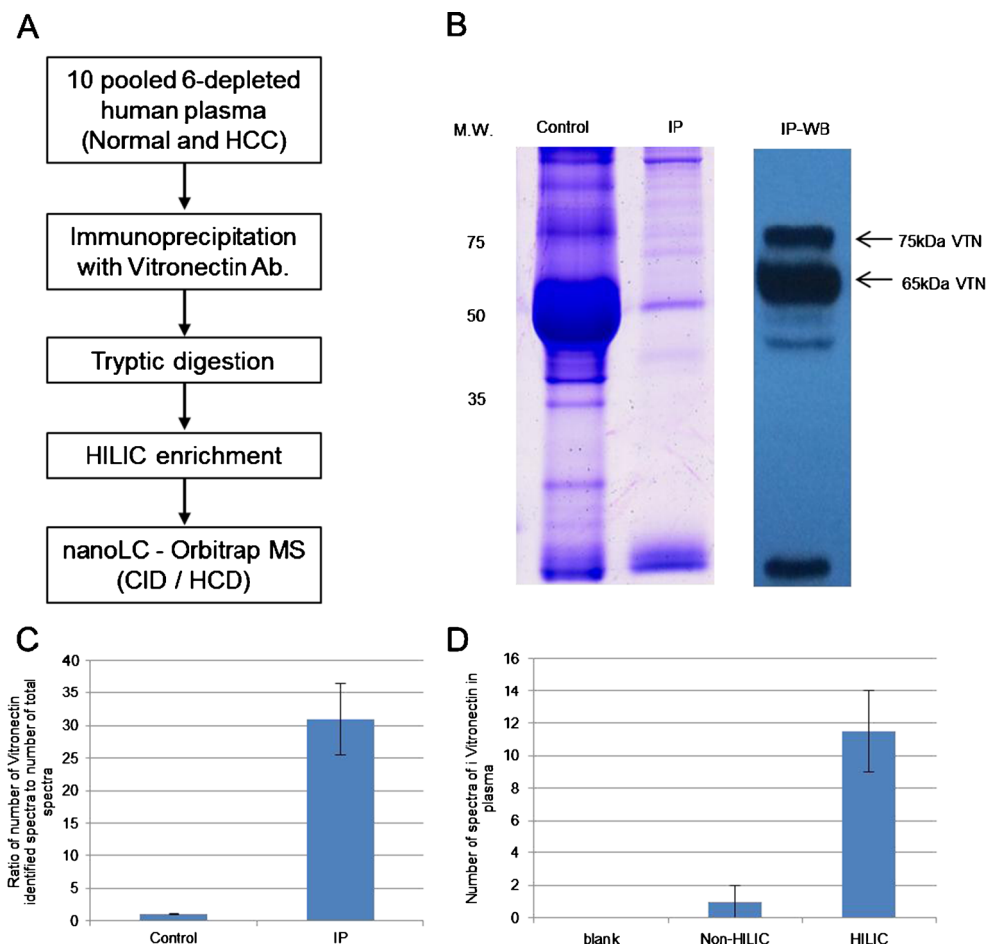 A
10 pooled 6-depleted
human plasma
(Normal and HCC)
Immunoprecipitation
with Vitronectin Ab.
Tryptic digestion
HILIC enrichment
nanoLC - Orbitrap MS
(CID / HCD)
B
M.W.
Control
IP
IP-WB
75
50
35
75kDa VTN
65kDa VTN
C
Ratio of number of Vitronectin
identified spectra to number of total
spectra
40
35
30
25
20
15
10
5
0
Control
IP
D
Number of spectra of i Vitronectin in
plasma
16
14
12
10
8
6
4
2
0
blank
Non-HILIC
HILIC